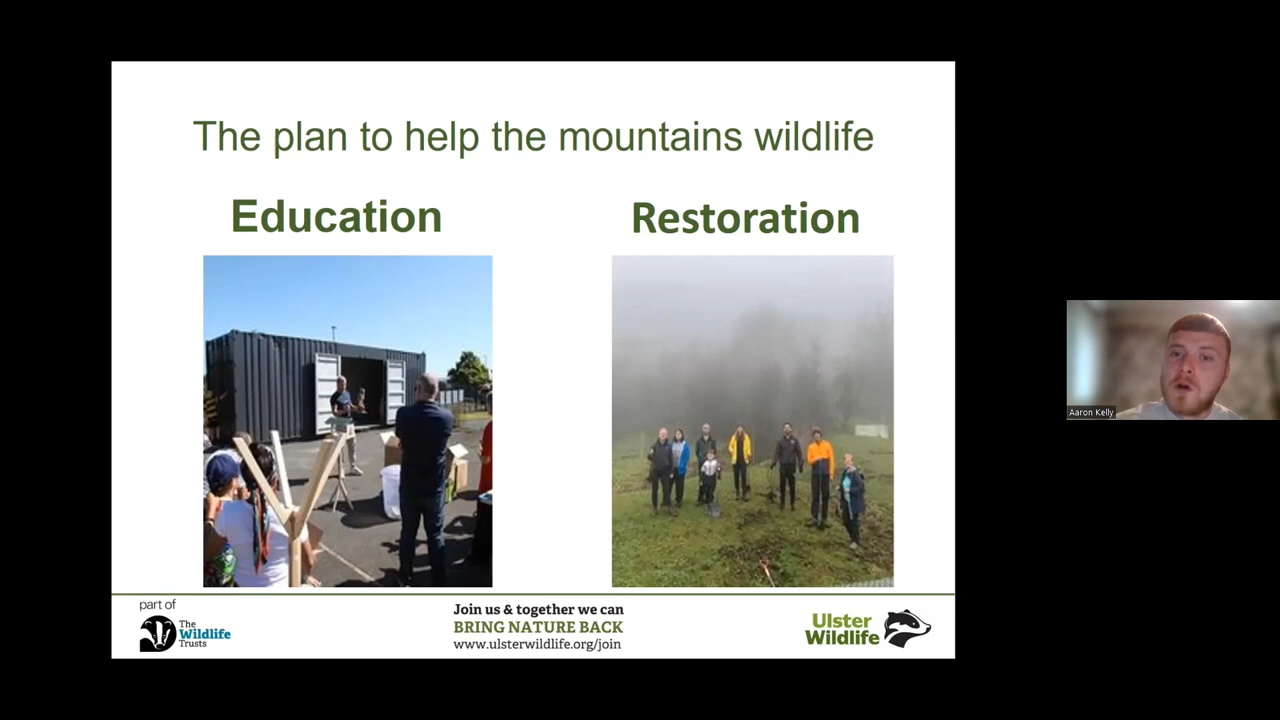 The plan to help the mountains wildlife
Education
Restoration
part of
The
Wildlife
Trusts
Join us & together we can
BRING NATURE BACK
www.ulsterwildlife.org/join
Ulster
Wildlife
Aaron Kelly